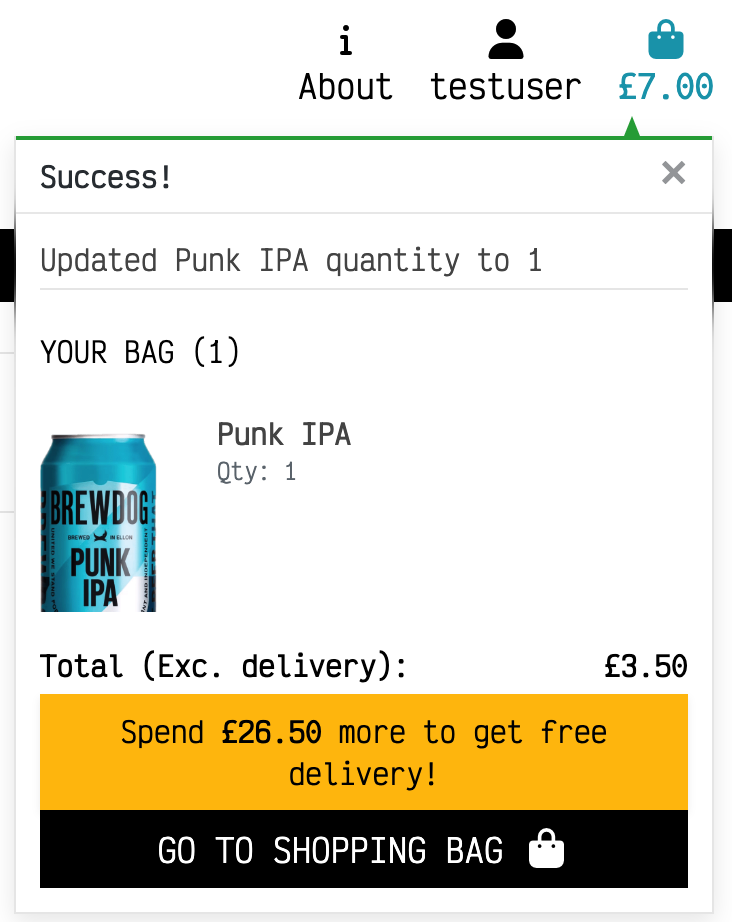 About
testuser
£7.00
Success!
×
Updated Punk IPA quantity to 1
YOUR BAG (1)
Punk IPA
Qty: 1
BREWDOG
BREWED IN ELLON
PUNK
IPA
Total (Exc. delivery): £3.50
Spend £26.50 more to get free
delivery!
GO TO SHOPPING BAG